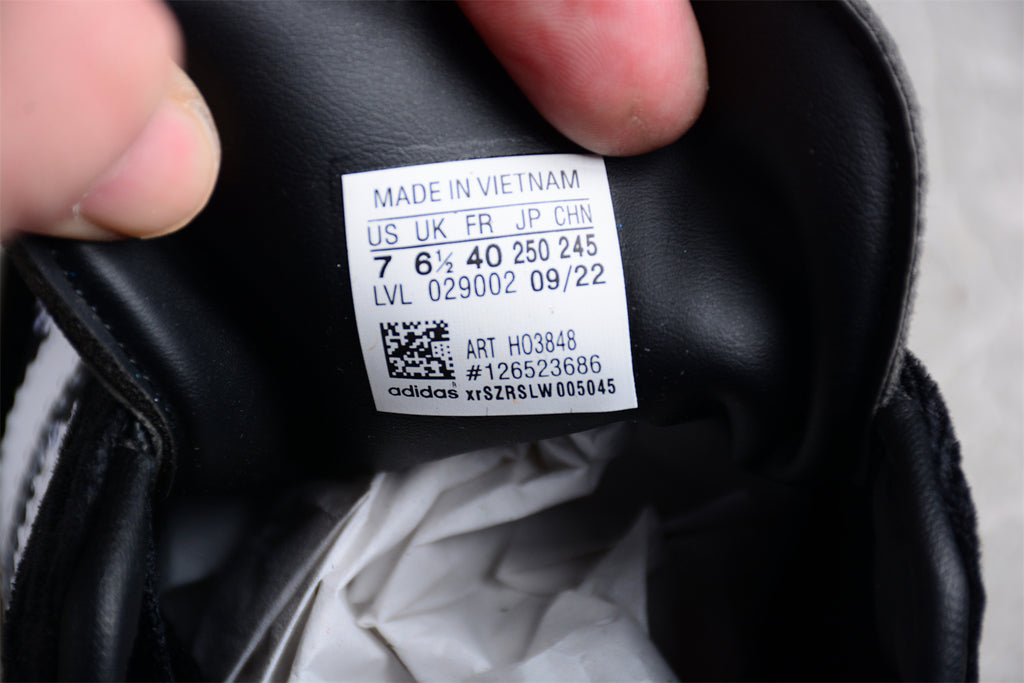 MADE IN VIETNAM
US UK FR JP CHN
7 6½ 40 250 245
LVL 029002 09/22
ART HO3848
#126523686
adidas xrSZRSLW005045